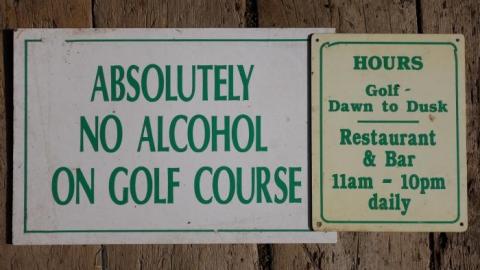 ABSOLUTELY
NO ALCOHOL
ON GOLF COURSE
HOURS
Golf -
Dawn to Dusk
Restaurant
& Bar
11am - 10pm
daily